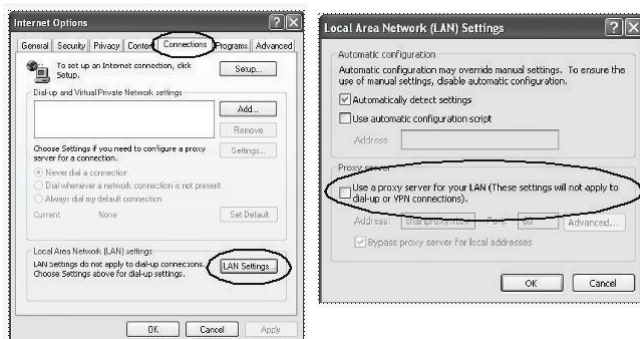 Internet Options
General Security Privacy Content Connections Programs Advanced
To set up an Internet connection, click
Setup.
Setup...
Dial-up and Virtual Private Network settings
Add...
Remove
Choose Settings if you need to configure a proxy
server for a connection.
Settings...
Never dial a connection
Dial whenever a network connection is not present
Always dial my default connection
Current None
Set Default
Local Area Network (LAN) settings
LAN Settings do not apply to dial-up connections.
Choose Settings above for dial-up settings.
LAN Settings...
OK Cancel Apply
Local Area Network (LAN) Settings
Automatic configuration
Automatic configuration may override manual settings. To ensure the
use of manual settings, disable automatic configuration.
Automatically detect settings
Use automatic configuration script
Address
Proxy server
Use a proxy server for your LAN (These settings will not apply to
dial-up or VPN connections).
Address: Port: 80 Advanced...
Bypass proxy server for local addresses
OK Cancel